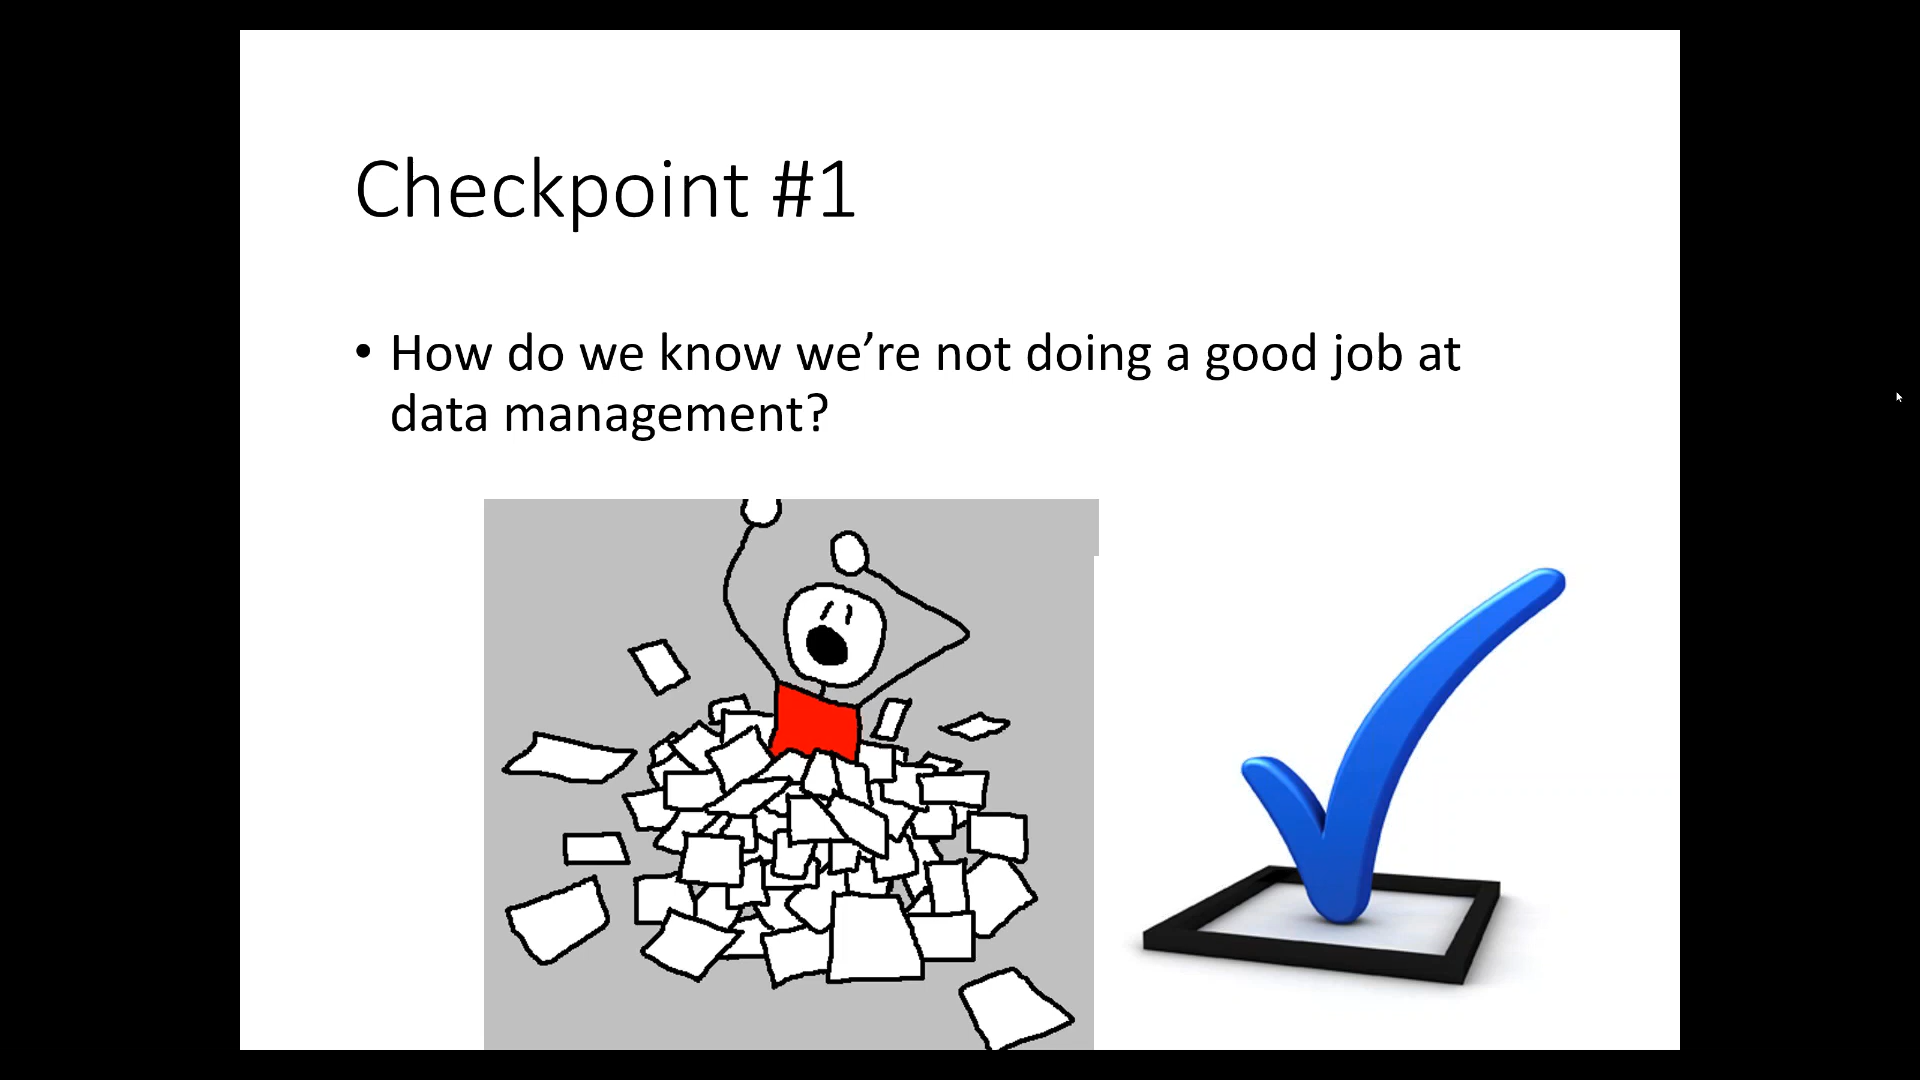 Checkpoint #1
• How do we know we’re not doing a good job at
data management?